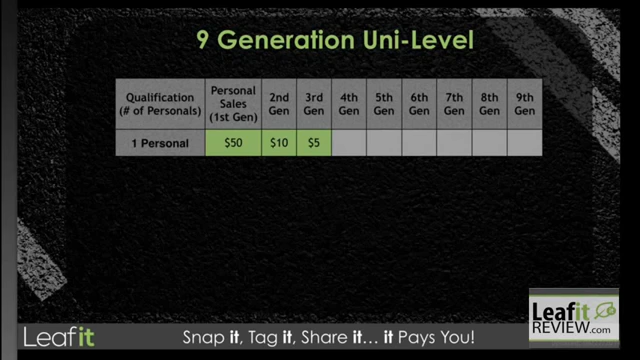 9 Generation Uni-Level
Qualification (# of Personals) Personal Sales (1st Gen) 2nd Gen 3rd Gen 4th Gen 5th Gen 6th Gen 7th Gen 8th Gen 9th Gen
1 Personal $50 $10 $5
Leafit
REVIEW.com
Leafit Snap it, Tag it, Share it... it Pays You!